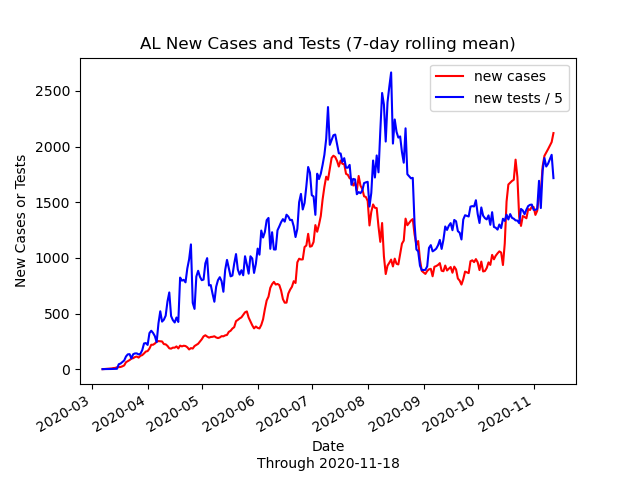 AL New Cases and Tests (7-day rolling mean)
new cases
new tests / 5
New Cases or Tests
2500
2000
1500
1000
500
0
2020-03
2020-04
2020-05
2020-06
2020-07
2020-08
2020-09
2020-10
2020-11
Date
Through 2020-11-18